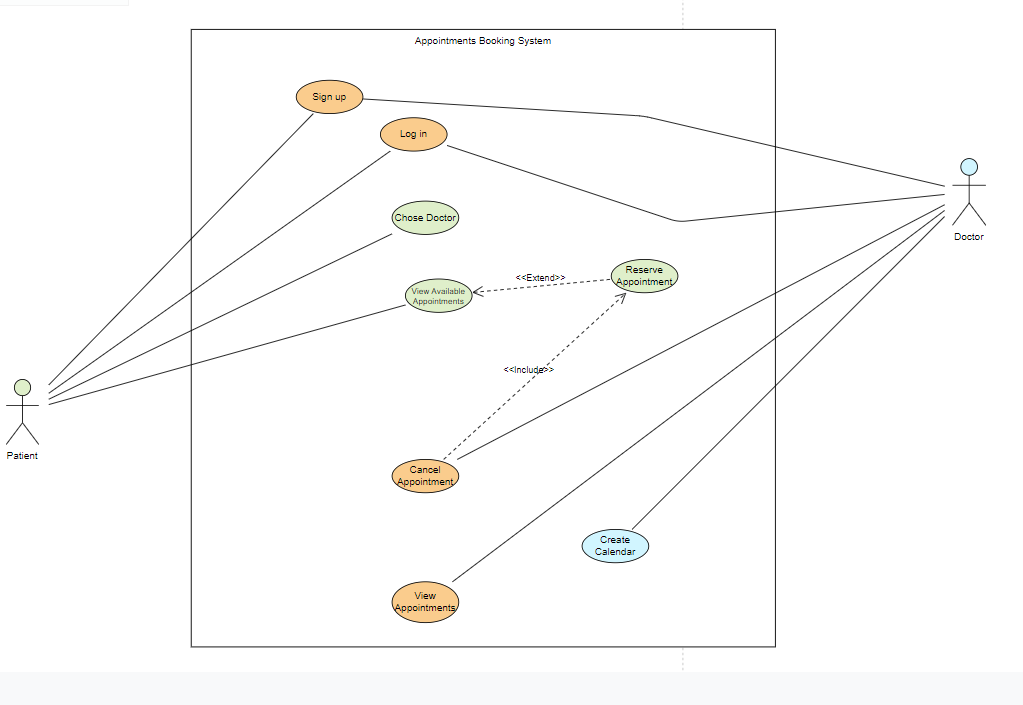 Appointments Booking System
Sign up
Log in
Chose Doctor
Doctor
<<Extend>>
Reserve
Appointment
View Available
Appointments
<<Include>>
Patient
Cancel
Appointment
Create
Calendar
View
Appointments